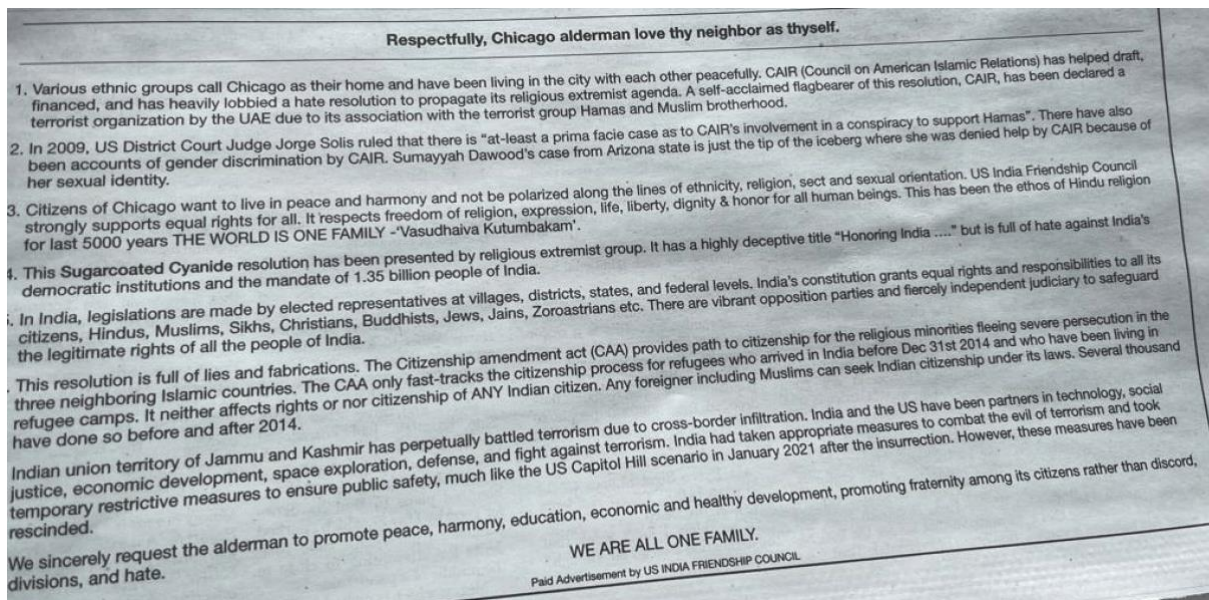 Respectfully, Chicago alderman love thy neighbor as thyself.
1. Various ethnic groups call Chicago as their home and have been living in the city with each other peacefully. CAIR (Council on American Islamic Relations) has helped draft,
financed, and has heavily lobbied a hate resolution to propagate its religious extremist agenda. A self-acclaimed flagbearer of this resolution, CAIR, has been declared a
terrorist organization by the UAE due to its association with the terrorist group Hamas and Muslim brotherhood.
2. In 2009, US District Court Judge Jorge Solis ruled that there is "at-least a prima facie case as to CAIR's involvement in a conspiracy to support Hamas". There have also
been accounts of gender discrimination by CAIR. Sumayyah Dawood's case from Arizona state is just the tip of the iceberg where she was denied help by CAIR because of
her sexual identity.
3. Citizens of Chicago want to live in peace and harmony and not be polarized along the lines of ethnicity, religion, sect and sexual orientation. US India Friendship Council
strongly supports equal rights for all. It respects freedom of religion, expression, life, liberty, dignity & honor for all human beings. This has been the ethos of Hindu religion
for last 5000 years THE WORLD IS ONE FAMILY -'Vasudhaiva Kutumbakam'.
4. This Sugarcoated Cyanide resolution has been presented by religious extremist group. It has a highly deceptive title "Honoring India ...." but is full of hate against India's
democratic institutions and the mandate of 1.35 billion people of India.
. In India, legislations are made by elected representatives at villages, districts, states, and federal levels. India's constitution grants equal rights and responsibilities to all its
citizens, Hindus, Muslims, Sikhs, Christians, Buddhists, Jews, Jains, Zoroastrians etc. There are vibrant opposition parties and fiercely independent judiciary to safeguard
the legitimate rights of all the people of India.
. This resolution is full of lies and fabrications. The Citizenship amendment act (CAA) provides path to citizenship for the religious minorities fleeing severe persecution in the
three neighboring Islamic countries. The CAA only fast-tracks the citizenship process for refugees who arrived in India before Dec 31st 2014 and who have been living in
refugee camps. It neither affects rights or nor citizenship of ANY Indian citizen. Any foreigner including Muslims can seek Indian citizenship under its laws. Several thousand
have done so before and after 2014.
Indian union territory of Jammu and Kashmir has perpetually battled terrorism due to cross-border infiltration. India and the US have been partners in technology, social
justice, economic development, space exploration, defense, and fight against terrorism. India had taken appropriate measures to combat the evil of terrorism and took
temporary restrictive measures to ensure public safety, much like the US Capitol Hill scenario in January 2021 after the insurrection. However, these measures have been
rescinded.
We sincerely request the alderman to promote peace, harmony, education, economic and healthy development, promoting fraternity among its citizens rather than discord,
divisions, and hate.
WE ARE ALL ONE FAMILY.
Paid Advertisement by US INDIA FRIENDSHIP COUNCIL